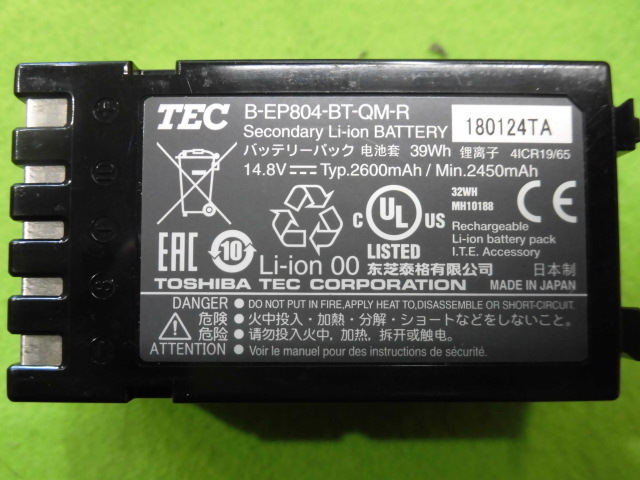 TEC B-EP804-BT-QM-R
Secondary Li-ion BATTERY 180124TA
バッテリーパック 电池套 39Wh 锂离子 4ICR19/65
14.8V Typ.2600mAh / Min.2450mAh
32WH
MH10188
C UL US
LISTED
CE
Rechargeable
Li-ion battery pack
I.T.E. Accessory
EAC 10
Li-ion 00 东芝泰格有限公司 日本制
TOSHIBA TEC CORPORATION MADE IN JAPAN
DANGER ● DO NOT PUT IN FIRE,APPLY HEAT TO,DISASSEMBLE OR SHORT-CIRCUIT.
危険 ● 火中投入・加熱・分解・ショートなどをしないこと。
危险 ● 请勿投入火中, 加热, 拆开或触电.
ATTENTION ● Voir le manuel pour des instructions de sécurité.